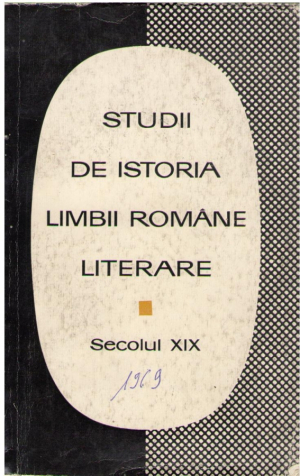 STUDII
DE ISTORIA
LIMBII ROMÂNE
LITERARE
Secolul XIX
1969